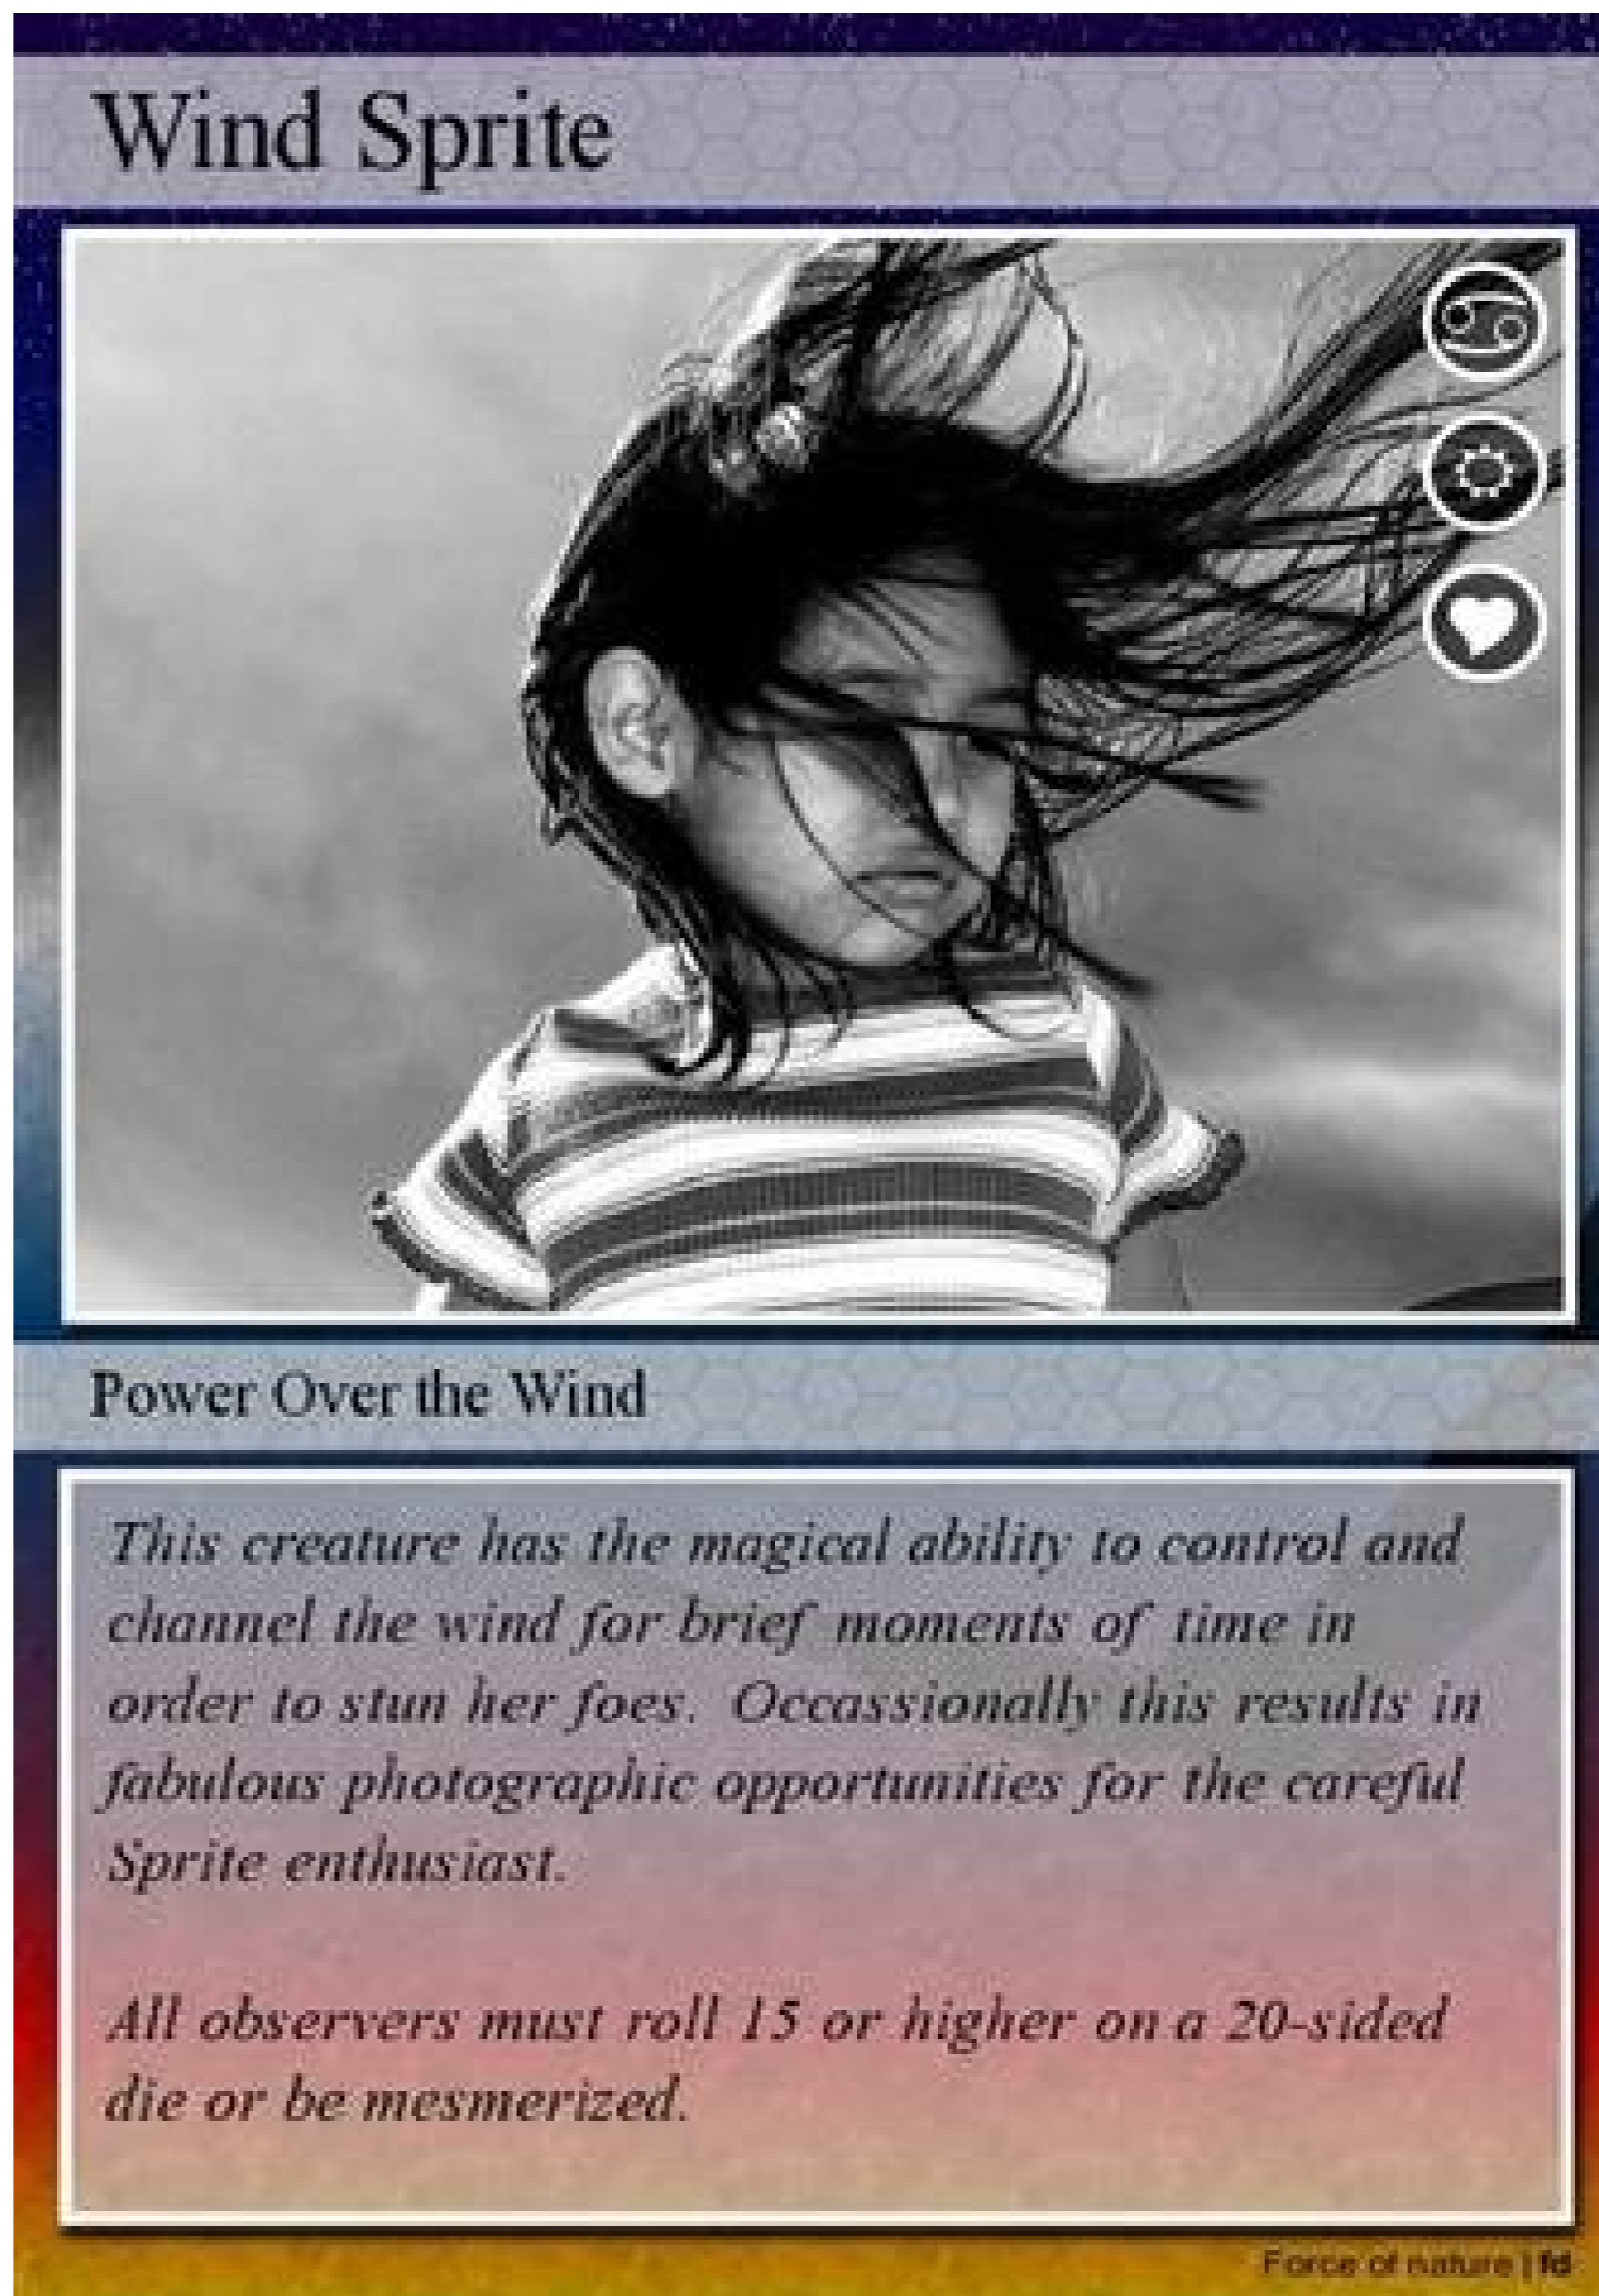 Wind Sprite
Power Over the Wind
This creature has the magical ability to control and
channel the wind for brief moments of time in
order to stun her foes. Occassionally this results in
fabulous photographic opportunities for the careful
Sprite enthusiast.
All observers must roll 15 or higher on a 20-sided
die or be mesmerized.
Force of nature | fd